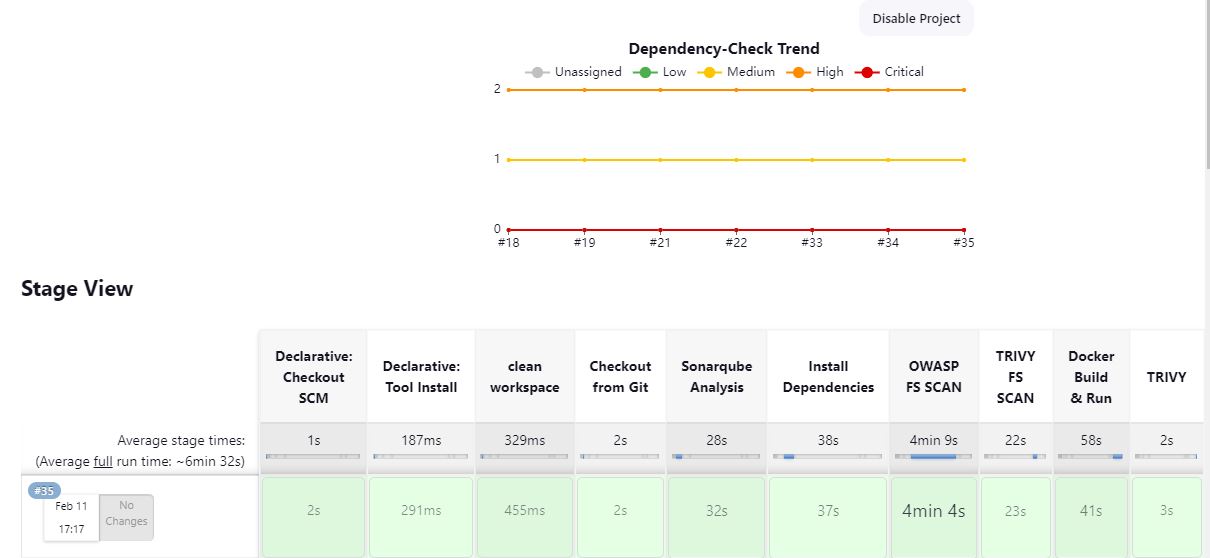 Disable Project
Dependency-Check Trend
Unassigned Low Medium High Critical
2
1
0
#18 #19 #21 #22 #33 #34 #35
Stage View
Declarative: Checkout SCM
Declarative: Tool Install
clean workspace
Checkout from Git
Sonarqube Analysis
Install Dependencies
OWASP FS SCAN
TRIVY FS SCAN
Docker Build & Run
TRIVY
Average stage times:
(Average full run time: ~6min 32s)
1s 187ms 329ms 2s 28s 38s 4min 9s 22s 58s 2s
#35
Feb 11
17:17
No
Changes
2s 291ms 455ms 2s 32s 37s 4min 4s 23s 41s 3s